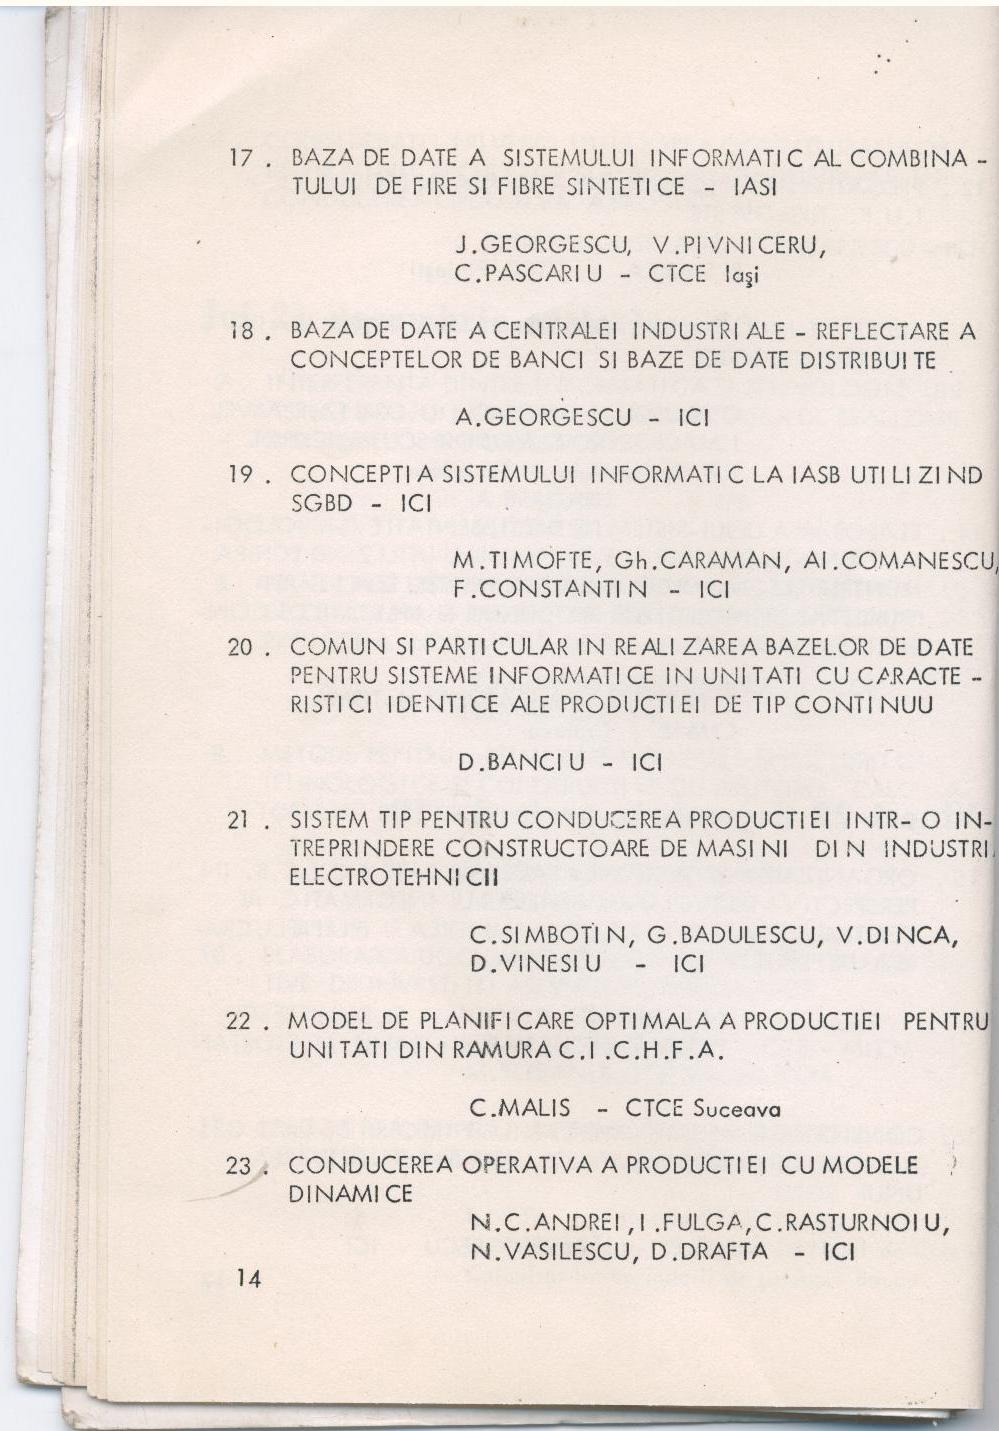 17 . BAZA DE DATE A SISTEMULUI INFORMATIC AL COMBINA -
TULUI DE FIRE SI FIBRE SINTETICE - IASI
J.GEORGESCU, V.PIVNICERU,
C.PASCARIU - CTCE Iaşi
18 . BAZA DE DATE A CENTRALEI INDUSTRIALE - REFLECTARE A
CONCEPTELOR DE BANCI SI BAZE DE DATE DISTRIBUITE
A.GEORGESCU - ICI
19 . CONCEPTIA SISTEMULUI INFORMATIC LA IASB UTILIZIND
SGBD - ICI
M.TIMOFTE, Gh.CARAMAN, Al.COMANESCU,
F.CONSTANTIN - ICI
20 . COMUN SI PARTICULAR IN REALIZAREA BAZELOR DE DATE
PENTRU SISTEME INFORMATICE IN UNITATI CU CARACTE -
RISTICI IDENTICE ALE PRODUCTIEI DE TIP CONTINUU
D.BANCIU - ICI
21 . SISTEM TIP PENTRU CONDUCEREA PRODUCTIEI INTR- O IN-
TREPRINDERE CONSTRUCTOARE DE MASINI DIN INDUSTRI
ELECTROTEHNICII
C.SIMBOTIN, G.BADULESCU, V.DINCA,
D.VINESIU - ICI
22 . MODEL DE PLANIFICARE OPTIMALA A PRODUCTIEI PENTRU
UNITATI DIN RAMURA C.I.C.H.F.A.
C.MALIS - CTCE Suceava
23 . CONDUCEREA OPERATIVA A PRODUCTIEI CU MODELE
DINAMICE
N.C.ANDREI,I.FULGA,C.RASTURNOIU,
N.VASILESCU, D.DRAFTA - ICI
14